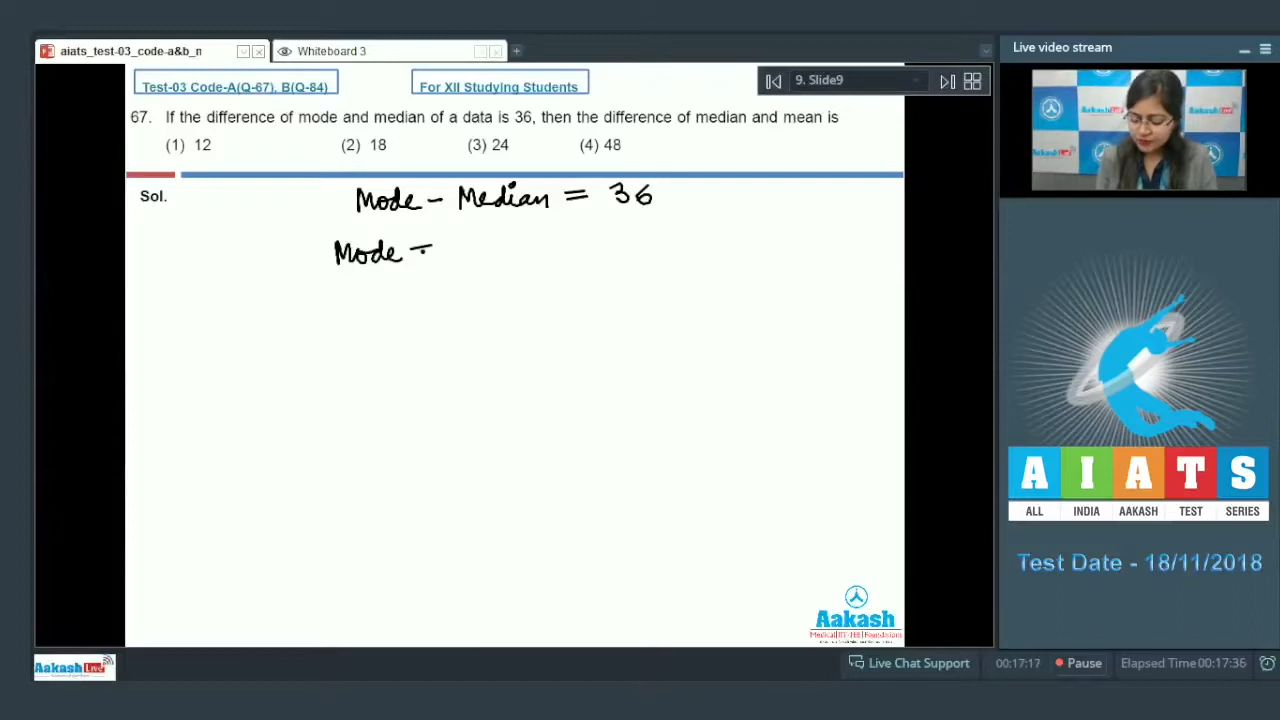 aiats_test-03_code-a&b_n
Whiteboard 3
Live video stream
Test-03 Code-A(Q-67), B(Q-84)
For XII Studying Students
9. Slide9
67. If the difference of mode and median of a data is 36, then the difference of median and mean is
(1) 12 (2) 18 (3) 24 (4) 48
Sol.
Mode - Median = 36
Mode =
A I A T S
ALL INDIA AAKASH TEST SERIES
Test Date - 18/11/2018
Aakash
Medical|IIT-JEE|Foundations
Aakash Live
Live Chat Support
00:17:17
Pause
Elapsed Time 00:17:36